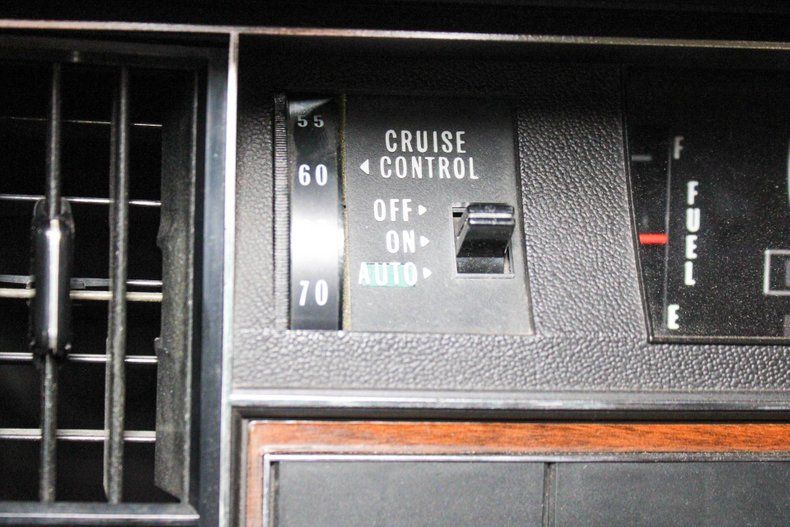 55
60
70
CRUISE
CONTROL
OFF
ON
AUTO
F
FUEL
E